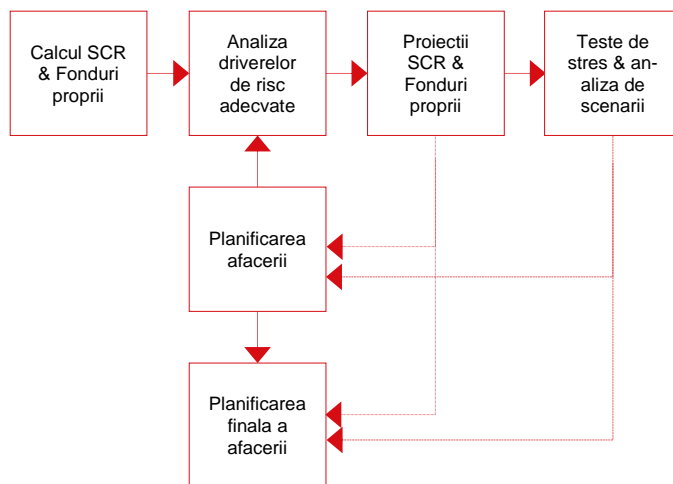 Calcul SCR
& Fonduri
proprii
Analiza
driverelor
de risc
adecvate
Proiectii
SCR &
Fonduri
proprii
Teste de
stres & an-
aliza de
scenarii
Planificarea
afacerii
Planificarea
finala a
afacerii